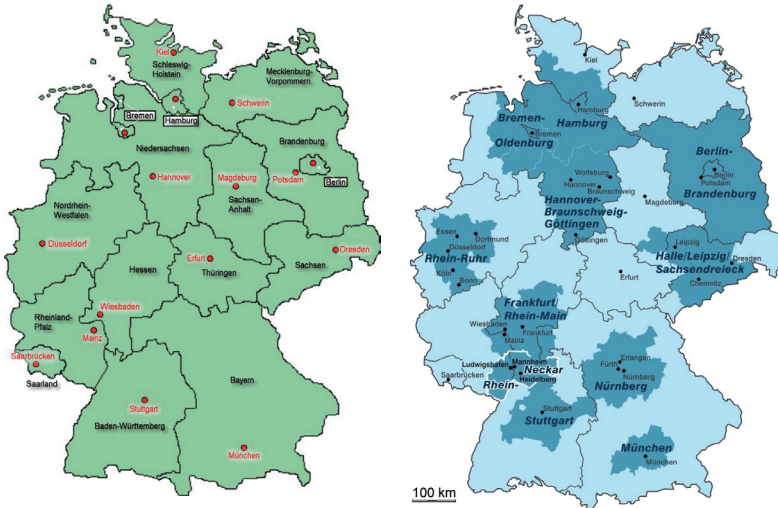 Kiel
Schleswig-
Holstein
Mecklenburg-
Vorpommern
Schwerin
Bremen
Hamburg
Niedersachsen
Brandenburg
Hannover
Magdeburg
Potsdam
Berlin
Sachsen-
Anhalt
Nordrhein-
Westfalen
Düsseldorf
Dresden
Hessen
Erfurt
Thüringen
Sachsen
Rheinland-
Pfalz
Wiesbaden
Mainz
Saarbrücken
Saarland
Bayern
Stuttgart
Baden-Württemberg
München
Kiel
Schwerin
Hamburg
Hamburg
Bremen-
Oldenburg
Bremen
Berlin-
Brandenburg
Berlin
Potsdam
Wolfsburg
Hannover
Braunschweig
Magdeburg
Hannover-
Braunschweig-
Göttingen
Göttingen
Essen
Dortmund
Düsseldorf
Rhein-Ruhr
Köln
Bonn
Leipzig
Halle/Leipzig/
Sachsendreieck
Dresden
Chemnitz
Erfurt
Frankfurt/
Rhein-Main
Wiesbaden
Frankfurt
Mainz
Ludwigshafen
Mannheim
Neckar
Heidelberg
Rhein-
Saarbrücken
Erlangen
Fürth
Nürnberg
Nürnberg
Stuttgart
Stuttgart
München
München
100 km